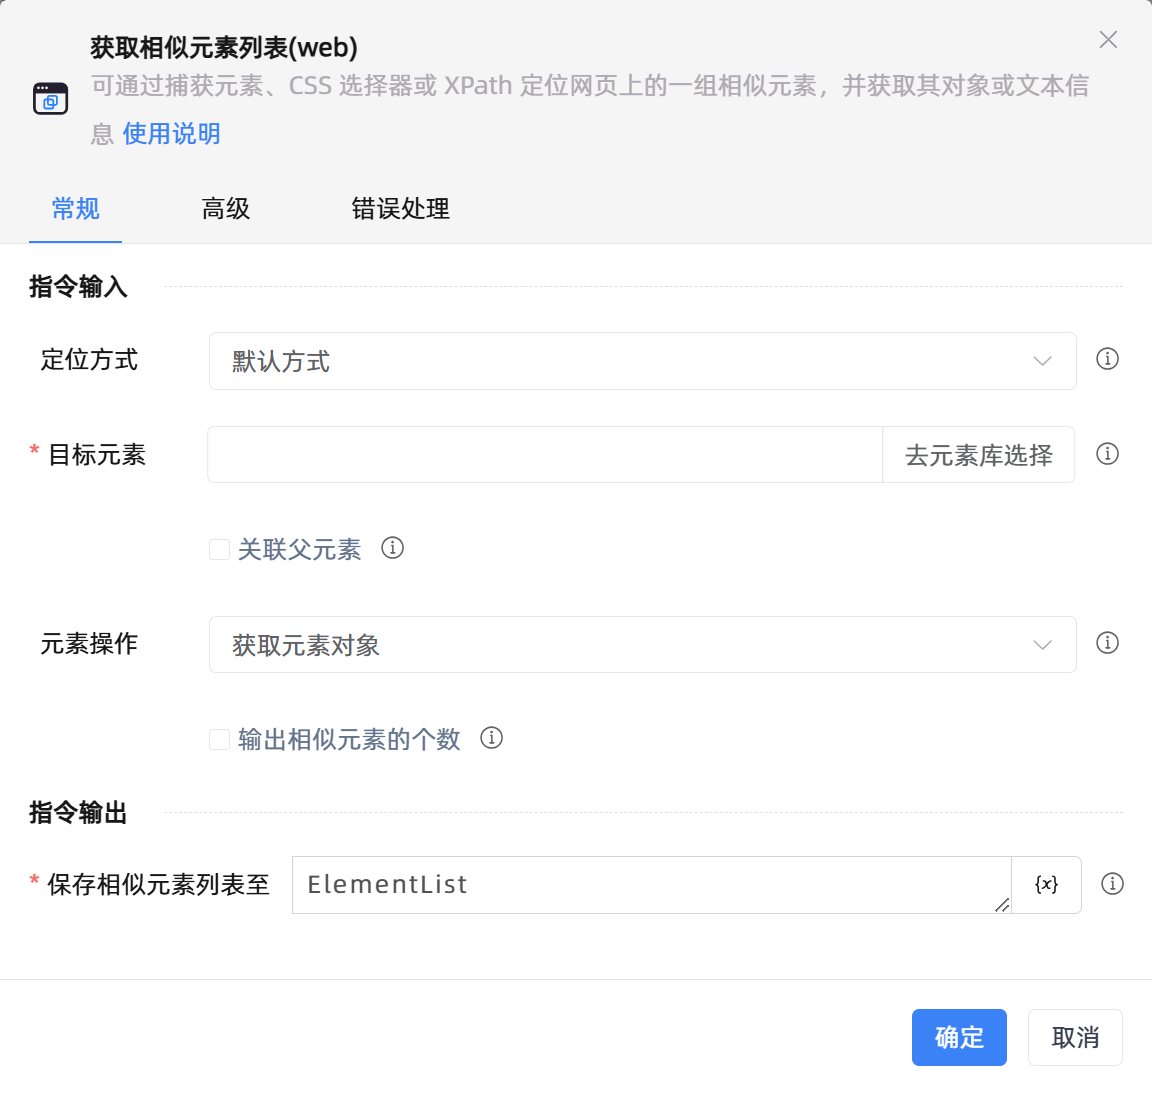 获取相似元素列表(web)
可通过捕获元素、CSS 选择器或 XPath 定位网页上的一组相似元素，并获取其对象或文本信
息 使用说明
常规 高级 错误处理
指令输入
定位方式 默认方式
* 目标元素 去元素库选择
关联父元素
元素操作 获取元素对象
输出相似元素的个数
指令输出
* 保存相似元素列表至 ElementList {x}
确定 取消